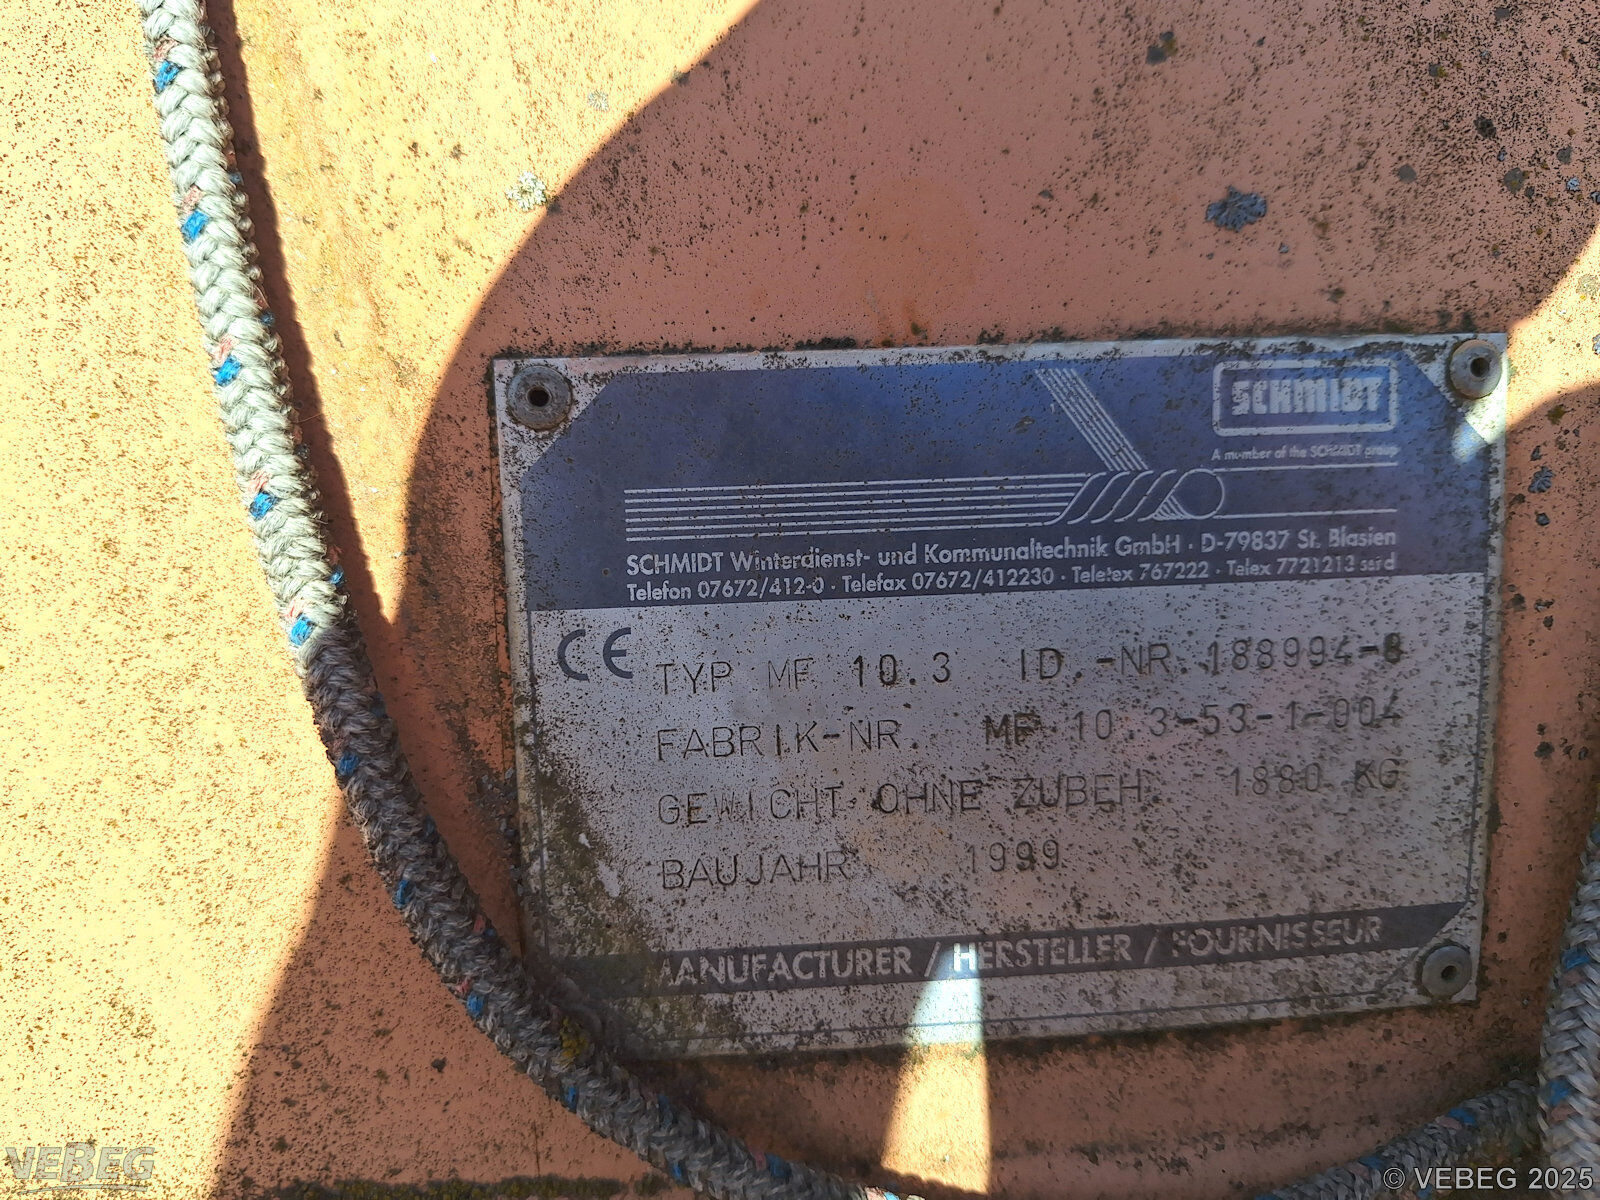 SCHMIDT
A member of the SCHMIDT group
SCHMIDT Winterdienst- und Kommunaltechnik GmbH · D-79837 St. Blasien
Telefon 07672/412-0 · Telefax 07672/412230 · Teletex 767222 · Telex 7721213 ssrd
CE
TYP MF 10.3 ID.-NR. 188994-8
FABRIK-NR. MF 10.3-53-1-004
GEWICHT OHNE ZUBEH. 1880 KG
BAUJAHR 1999
MANUFACTURER / HERSTELLER / FOURNISSEUR
VEBEG
© VEBEG 2025